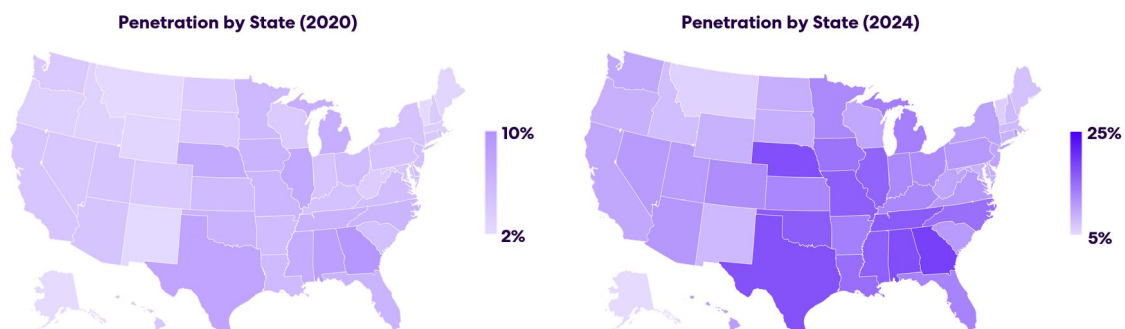 Penetration by State (2020)
10%
2%
Penetration by State (2024)
25%
5%